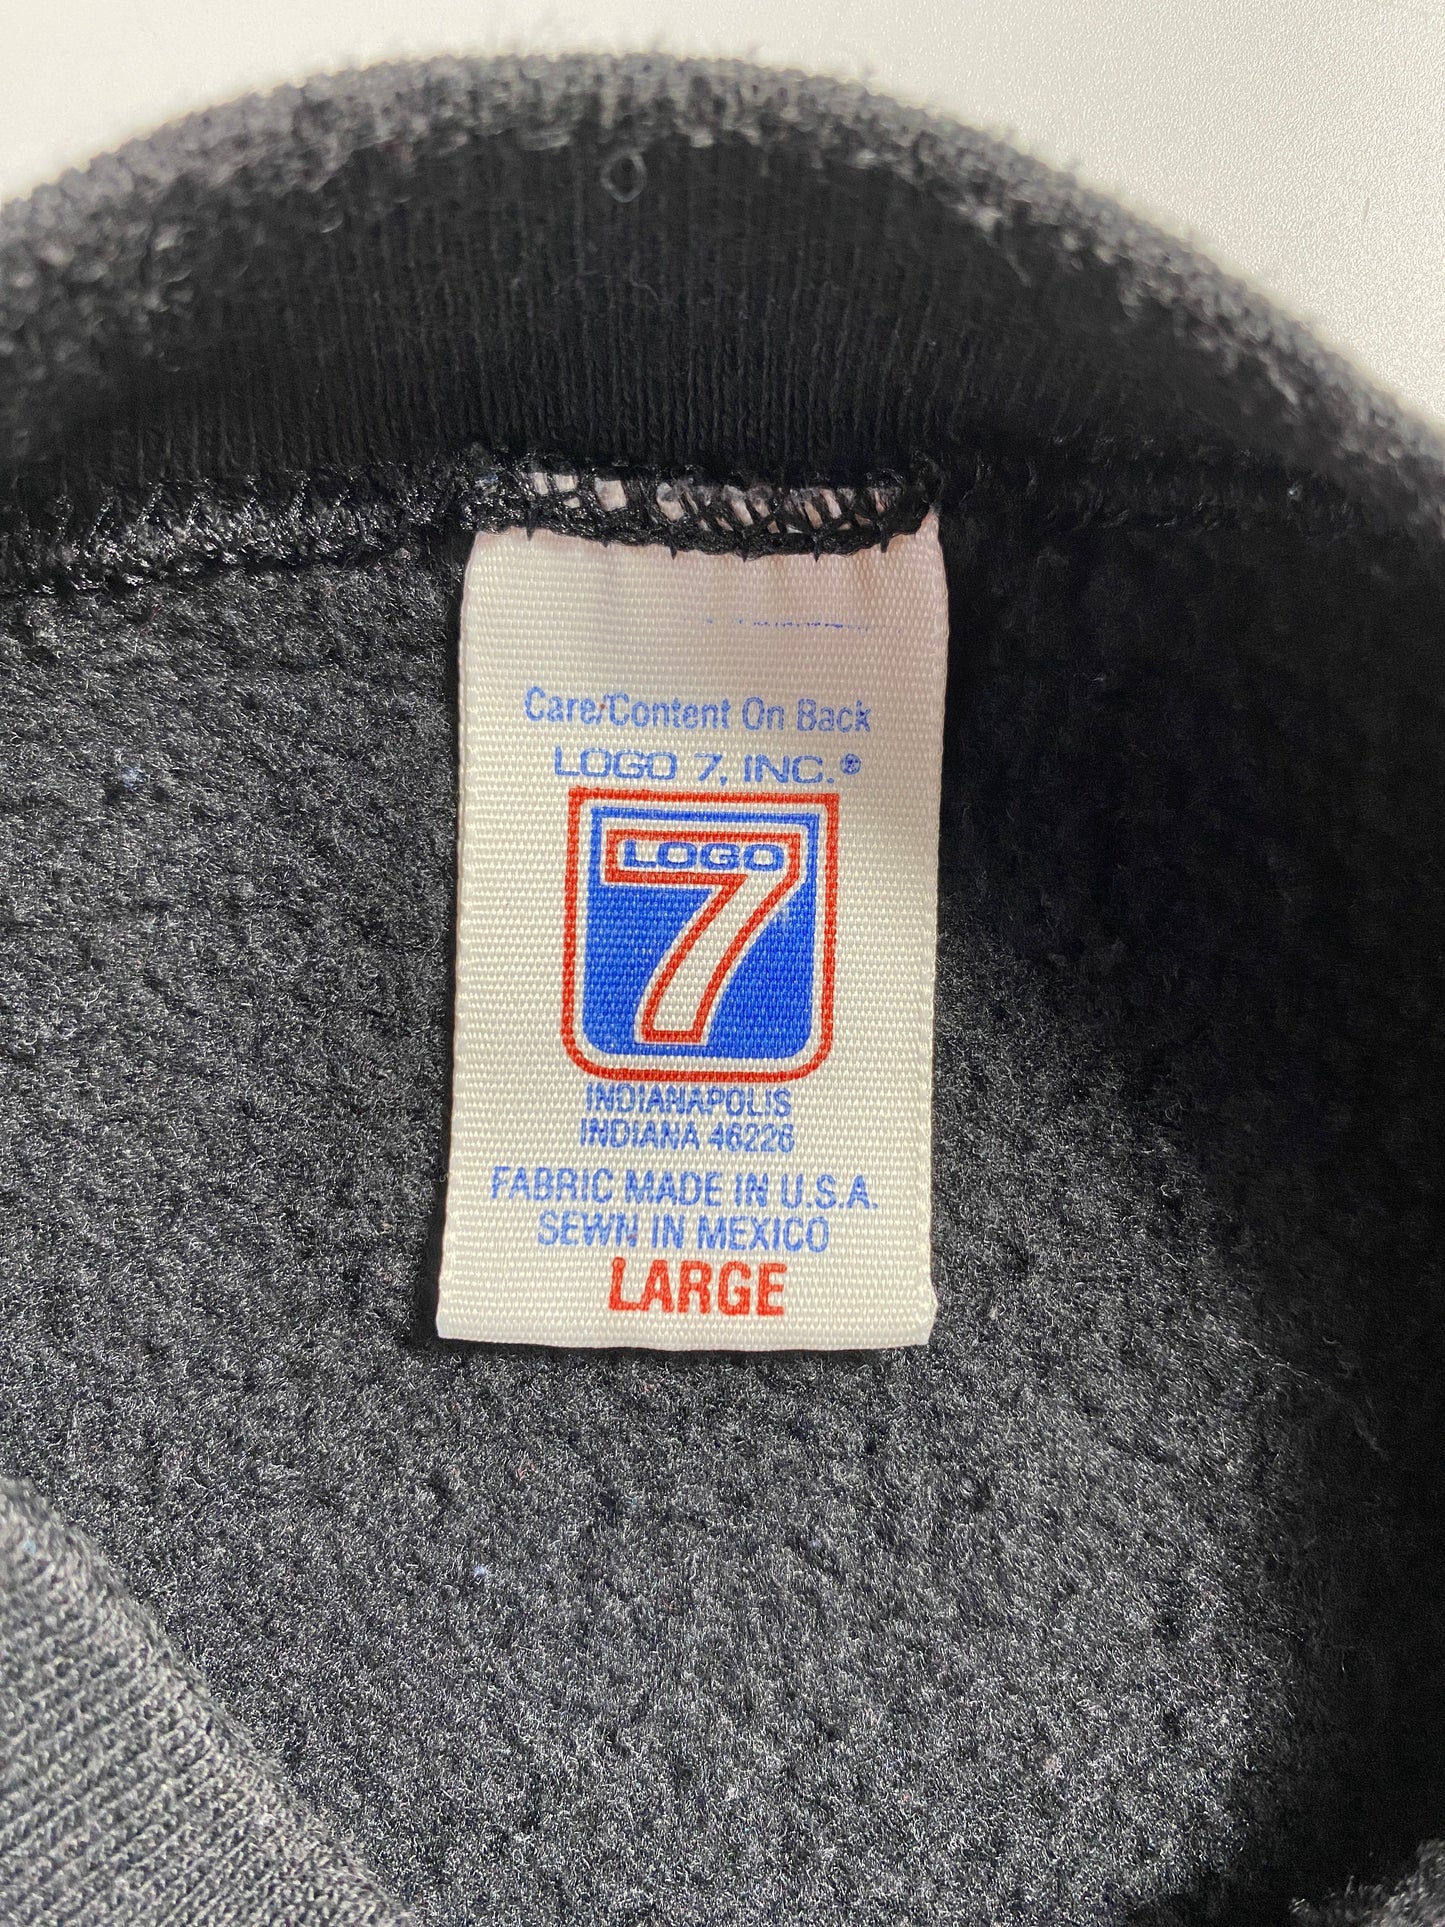 Care/Content On Back
LOGO 7, INC.®
LOGO
7
INDIANAPOLIS
INDIANA 46226
FABRIC MADE IN U.S.A.
SEWN IN MEXICO
LARGE